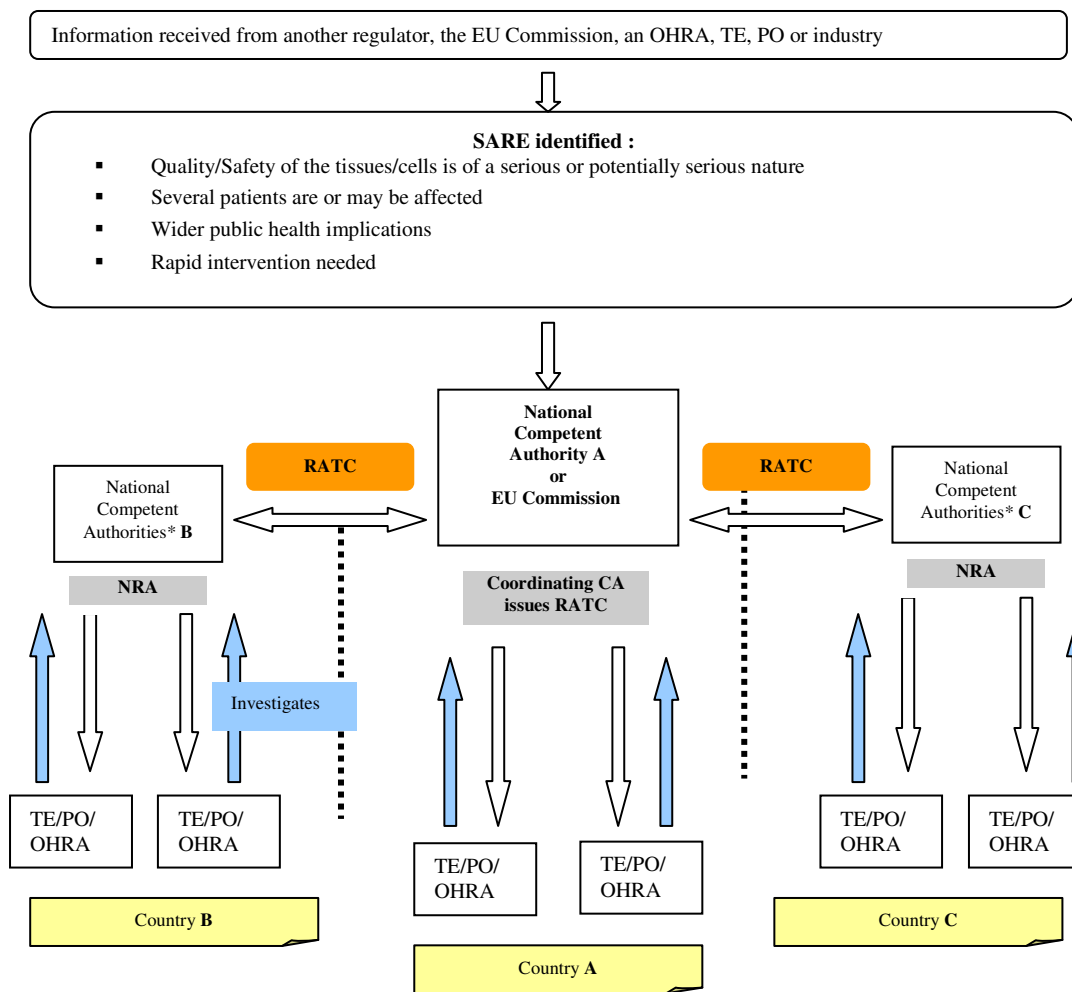 Information received from another regulator, the EU Commission, an OHRA, TE, PO or industry
SARE identified :
▪ Quality/Safety of the tissues/cells is of a serious or potentially serious nature
▪ Several patients are or may be affected
▪ Wider public health implications
▪ Rapid intervention needed
National
Competent
Authority A
or
EU Commission
RATC
RATC
National
Competent
Authorities* B
National
Competent
Authorities* C
NRA
Coordinating CA
issues RATC
NRA
Investigates
TE/PO/
OHRA
TE/PO/
OHRA
TE/PO/
OHRA
TE/PO/
OHRA
TE/PO/
OHRA
TE/PO/
OHRA
Country B
Country A
Country C